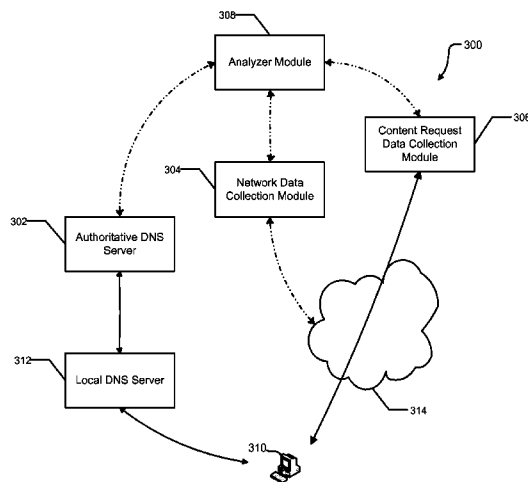 308
Analyzer Module
300
306
Content Request
Data Collection
Module
304
Network Data
Collection Module
302
Authoritative DNS
Server
312
Local DNS Server
310
314